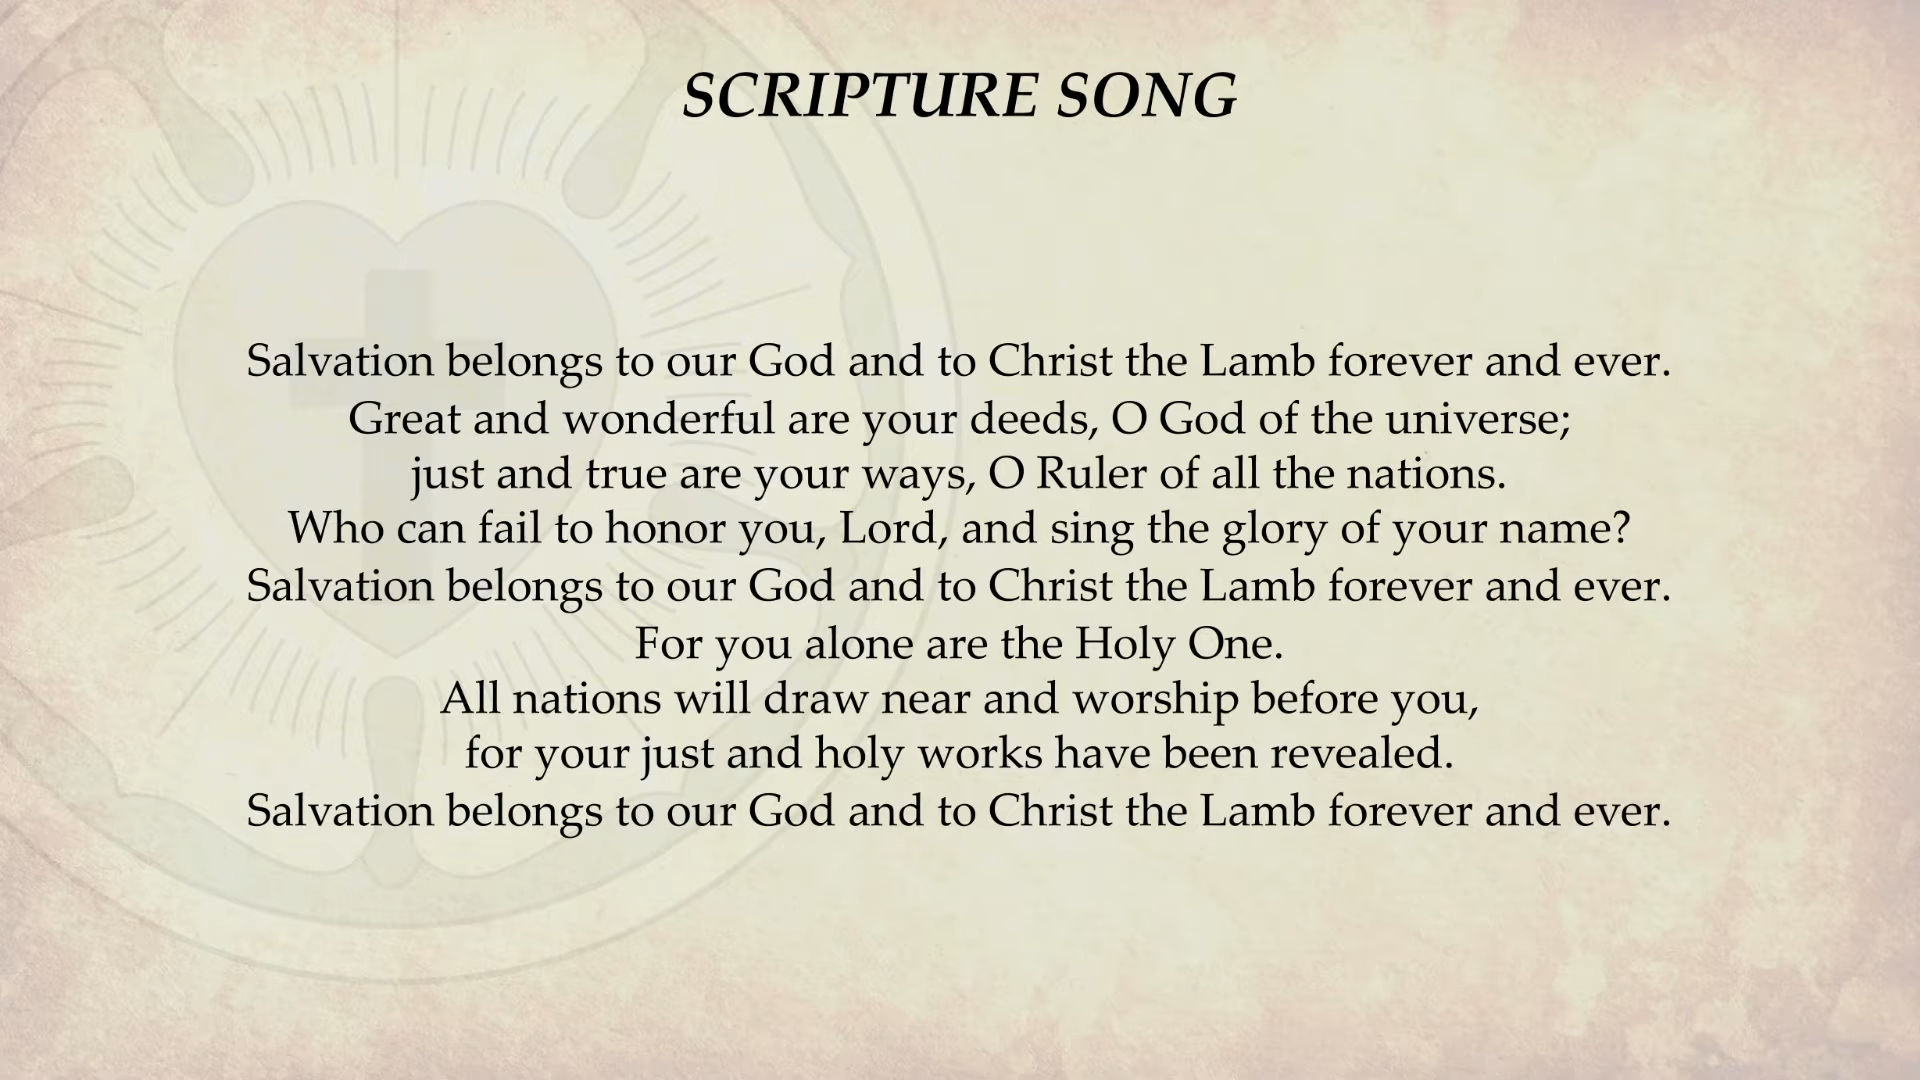 SCRIPTURE SONG
Salvation belongs to our God and to Christ the Lamb forever and ever.
Great and wonderful are your deeds, O God of the universe;
just and true are your ways, O Ruler of all the nations.
Who can fail to honor you, Lord, and sing the glory of your name?
Salvation belongs to our God and to Christ the Lamb forever and ever.
For you alone are the Holy One.
All nations will draw near and worship before you,
for your just and holy works have been revealed.
Salvation belongs to our God and to Christ the Lamb forever and ever.